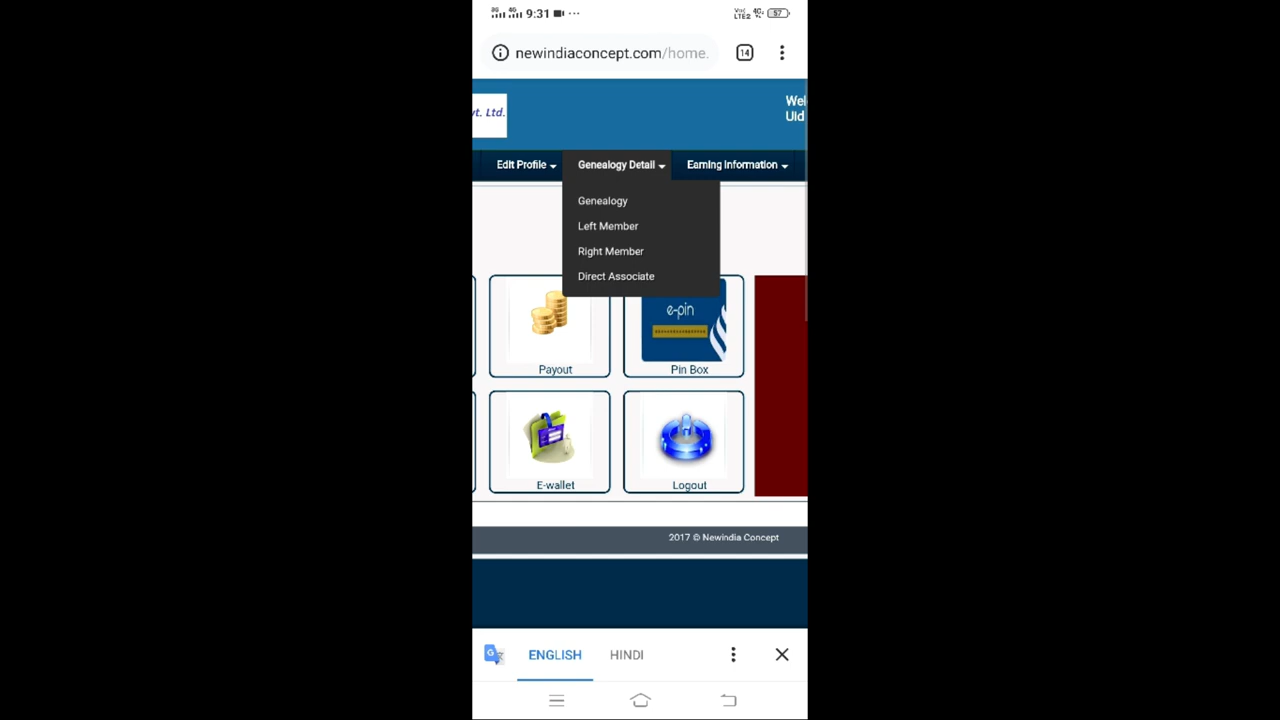 9:31
57
newindiaconcept.com/home.
14
vt. Ltd.
Wel
Uid
Edit Profile
Genealogy Detail
Earning Information
Genealogy
Left Member
Right Member
Direct Associate
e-pin
Payout
Pin Box
E-wallet
Logout
2017 © Newindia Concept
ENGLISH
HINDI